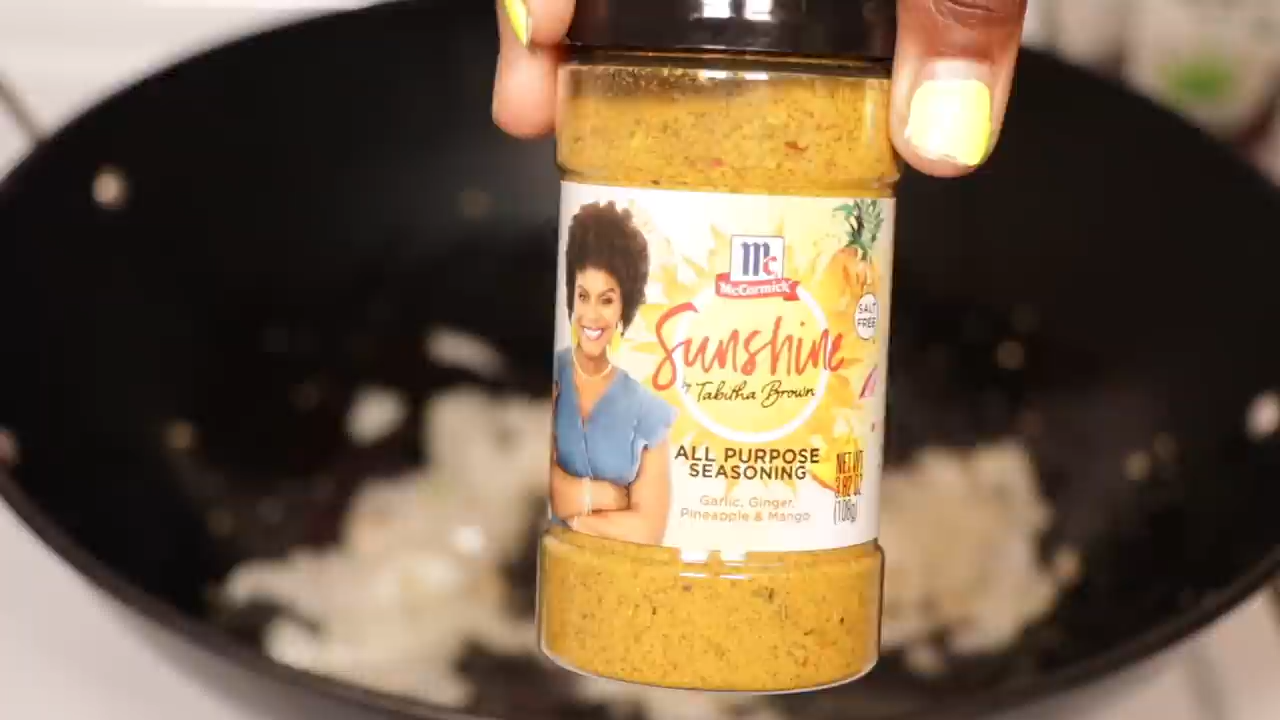 Mc
McCormick
SALT
FREE
Sunshine
by Tabitha Brown
ALL PURPOSE
SEASONING
Garlic, Ginger,
Pineapple & Mango
NET WT
3.82 OZ
(108g)